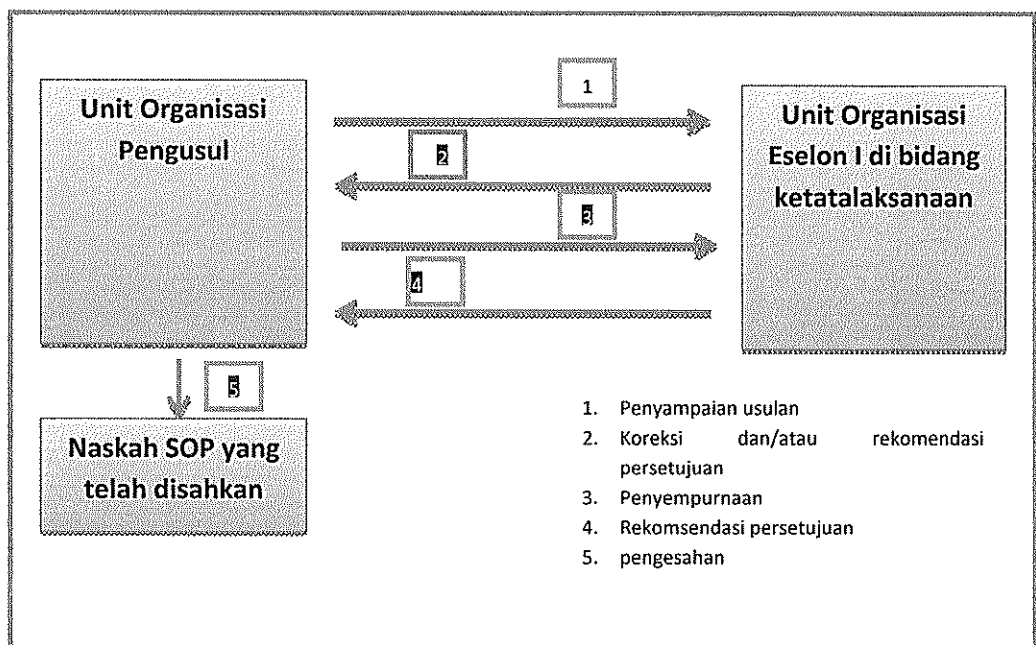 Unit Organisasi
Pengusul
1
2
3
4
Unit Organisasi
Eselon I di bidang
ketatalaksanaan
5
Naskah SOP yang
telah disahkan
1. Penyampaian usulan
2. Koreksi dan/atau rekomendasi
persetujuan
3. Penyempurnaan
4. Rekomsendasi persetujuan
5. pengesahan